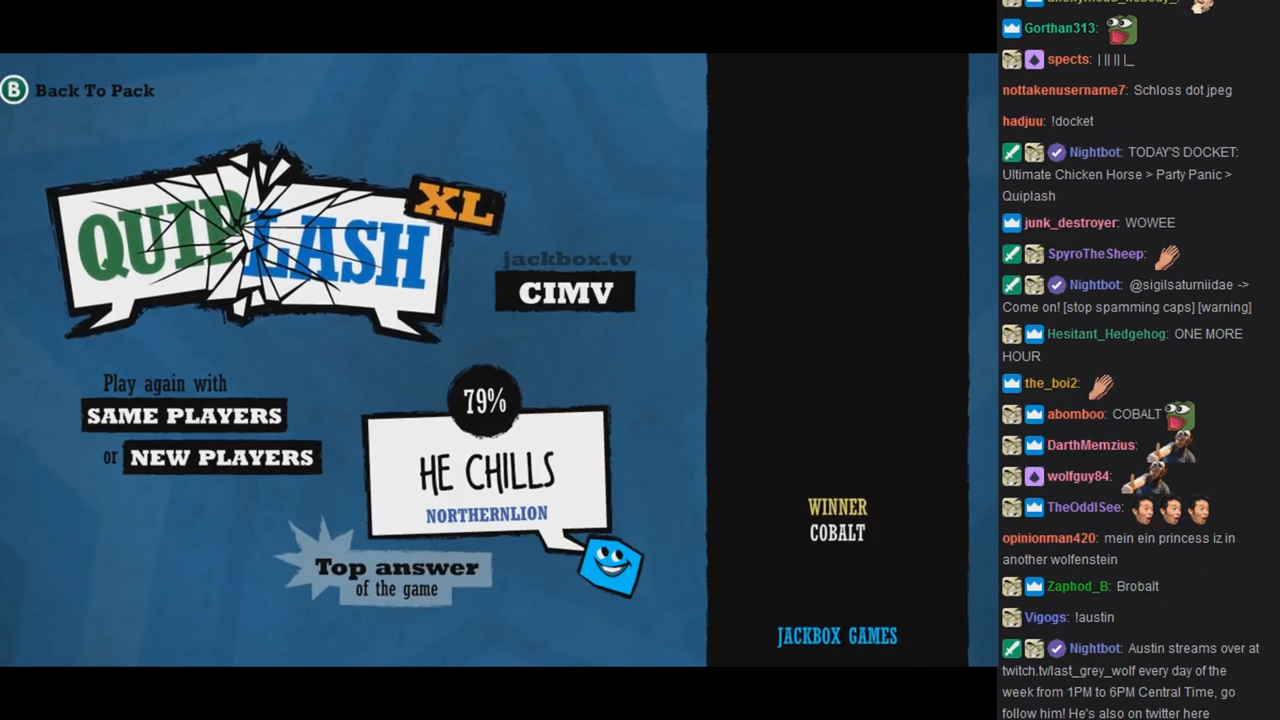 B Back To Pack
QUIPLASH
XL
jackbox.tv
CIMV
Play again with
SAME PLAYERS
or NEW PLAYERS
79%
HE CHILLS
NORTHERNLION
Top answer
of the game
WINNER
COBALT
JACKBOX GAMES
Gorthan313:
spects: | || || |_
nottakenusername7: Schloss dot jpeg
hadjuu: !docket
Nightbot: TODAY'S DOCKET:
Ultimate Chicken Horse > Party Panic >
Quiplash
junk_destroyer: WOWEE
SpyroTheSheep:
Nightbot: @sigilsaturniidae ->
Come on! [stop spamming caps] [warning]
Hesitant_Hedgehog: ONE MORE
HOUR
the_boi2:
abomboo: COBALT
DarthMemzius:
wolfguy84:
TheOddISee:
opinionman420: mein ein princess iz in
another wolfenstein
Zaphod_B: Brobalt
Vigogs: !austin
Nightbot: Austin streams over at
twitch.tv/last_grey_wolf every day of the
week from 1PM to 6PM Central Time, go
follow him! He's also on twitter here